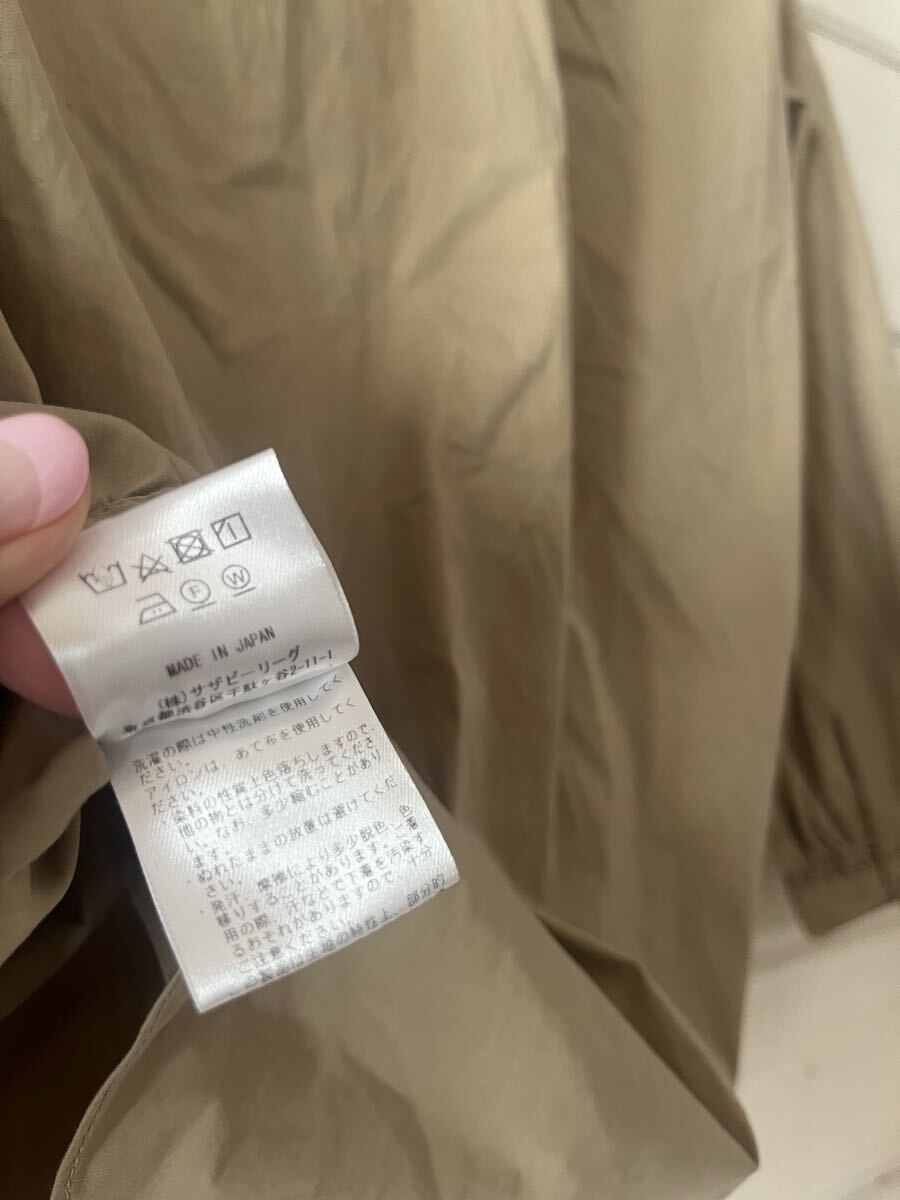 F W
MADE IN JAPAN
(株)サザビーリーグ
東京都渋谷区千駄ヶ谷2-11-1
洗濯の際は中性洗剤を使用してく
ださい。
アイロンは　あて布を使用してく
ださい。
・染料の性質上色落ちしますので、
他の物とは分けて洗ってくださ
い。なお、多少縮むことがあり
ます。
・ぬれたままの放置は避けてくだ
さい。
・発汗、摩擦により多少脱色、色
移りすることがあります。ご着
用の際、汗などで下着を汚染す
るおそれがありますので　十分
ご注意ください。
の特性上、部分的